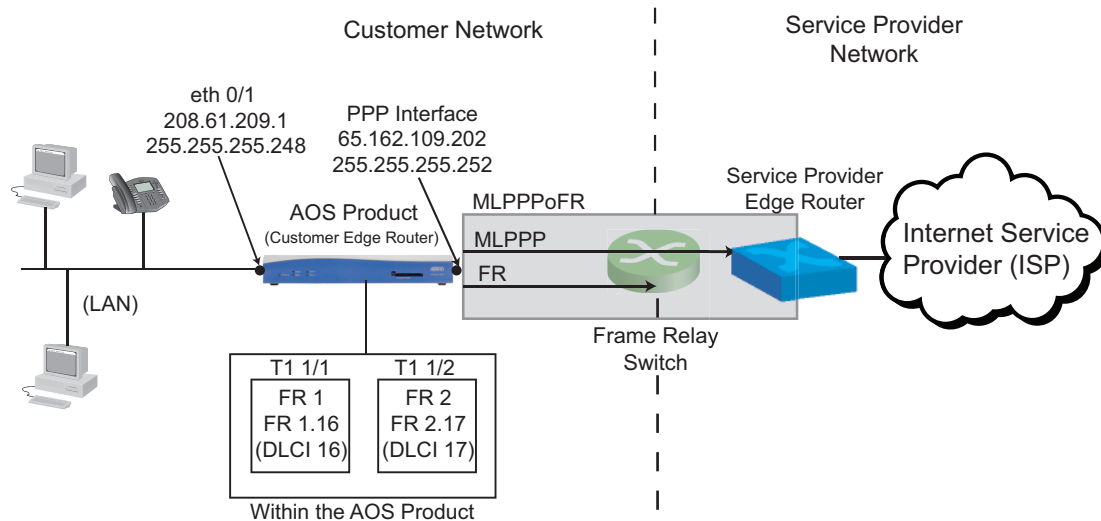 Customer Network
Service Provider
Network
eth 0/1
208.61.209.1
255.255.255.248
PPP Interface
65.162.109.202
255.255.255.252
AOS Product
(Customer Edge Router)
MLPPPoFR
MLPPP
FR
Service Provider
Edge Router
Internet Service
Provider (ISP)
(LAN)
Frame Relay
Switch
T1 1/1
FR 1
FR 1.16
(DLCI 16)
T1 1/2
FR 2
FR 2.17
(DLCI 17)
Within the AOS Product